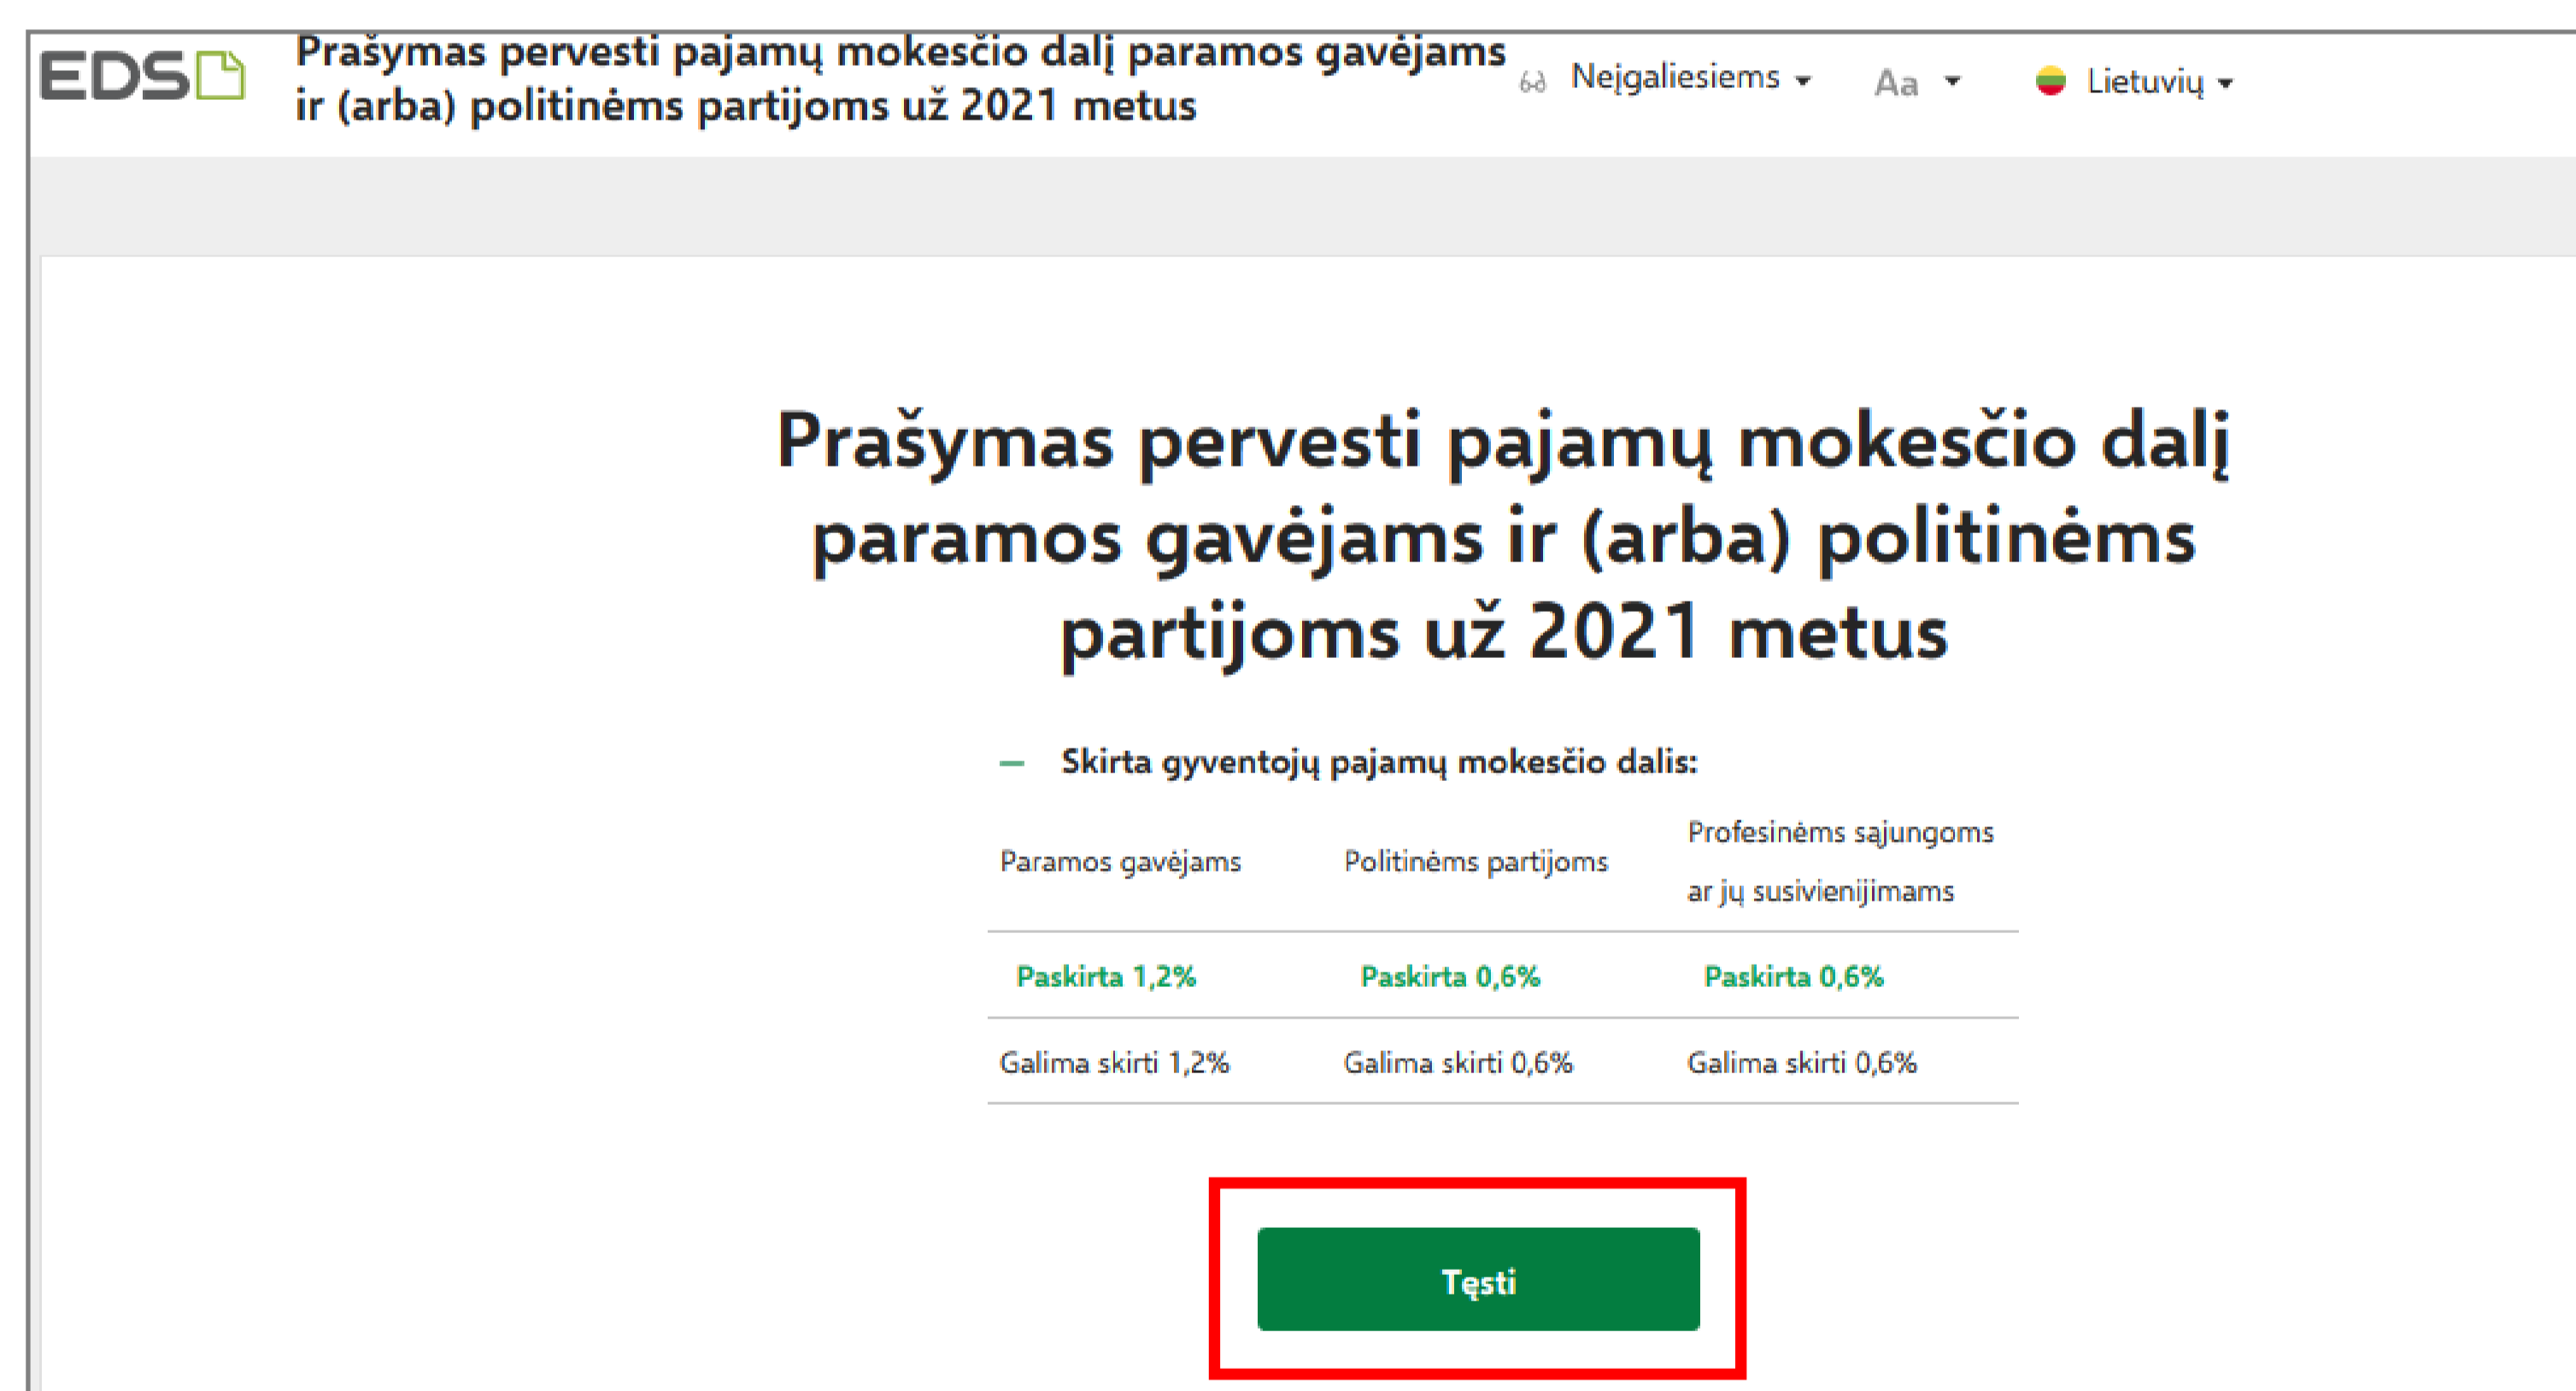 EDS
Prašymas pervesti pajamų mokesčio dalį paramos gavėjams
ir (arba) politinėms partijoms už 2021 metus
Neįgaliesiems
Aa
Lietuvių
Prašymas pervesti pajamų mokesčio dalį
paramos gavėjams ir (arba) politinėms
partijoms už 2021 metus
– Skirta gyventojų pajamų mokesčio dalis:
Paramos gavėjams Politinėms partijoms Profesinėms sąjungoms
ar jų susivienijimams
Paskirta 1,2% Paskirta 0,6% Paskirta 0,6%
Galima skirti 1,2% Galima skirti 0,6% Galima skirti 0,6%
Tęsti